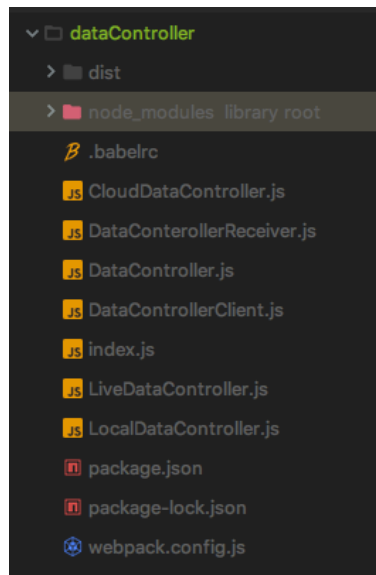 dataController
dist
node_modules library root
.babelrc
CloudDataController.js
DataConterollerReceiver.js
DataController.js
DataControllerClient.js
index.js
LiveDataController.js
LocalDataController.js
package.json
package-lock.json
webpack.config.js